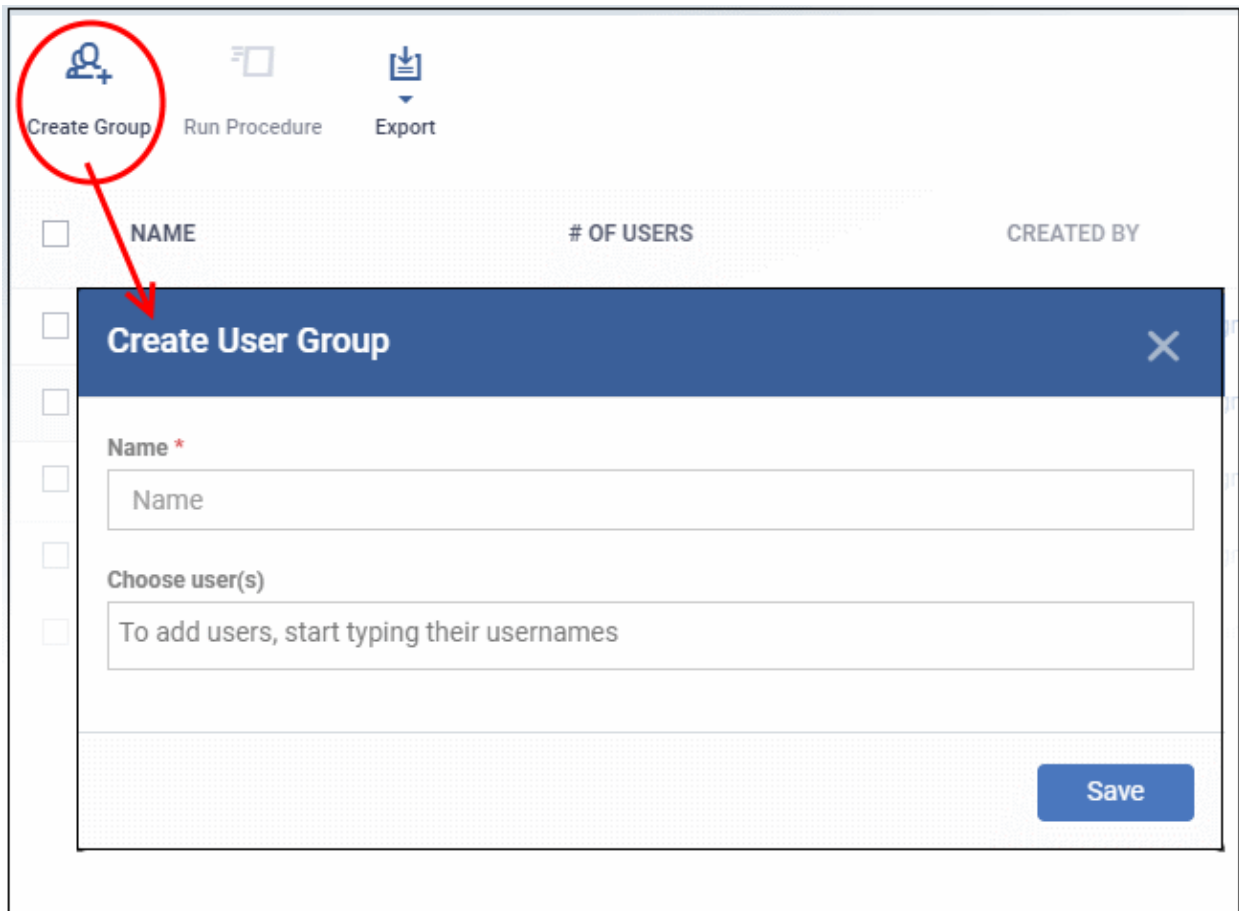 Create Group Run Procedure Export
NAME # OF USERS CREATED BY
Create User Group
Name *
Name
Choose user(s)
To add users, start typing their usernames
Save